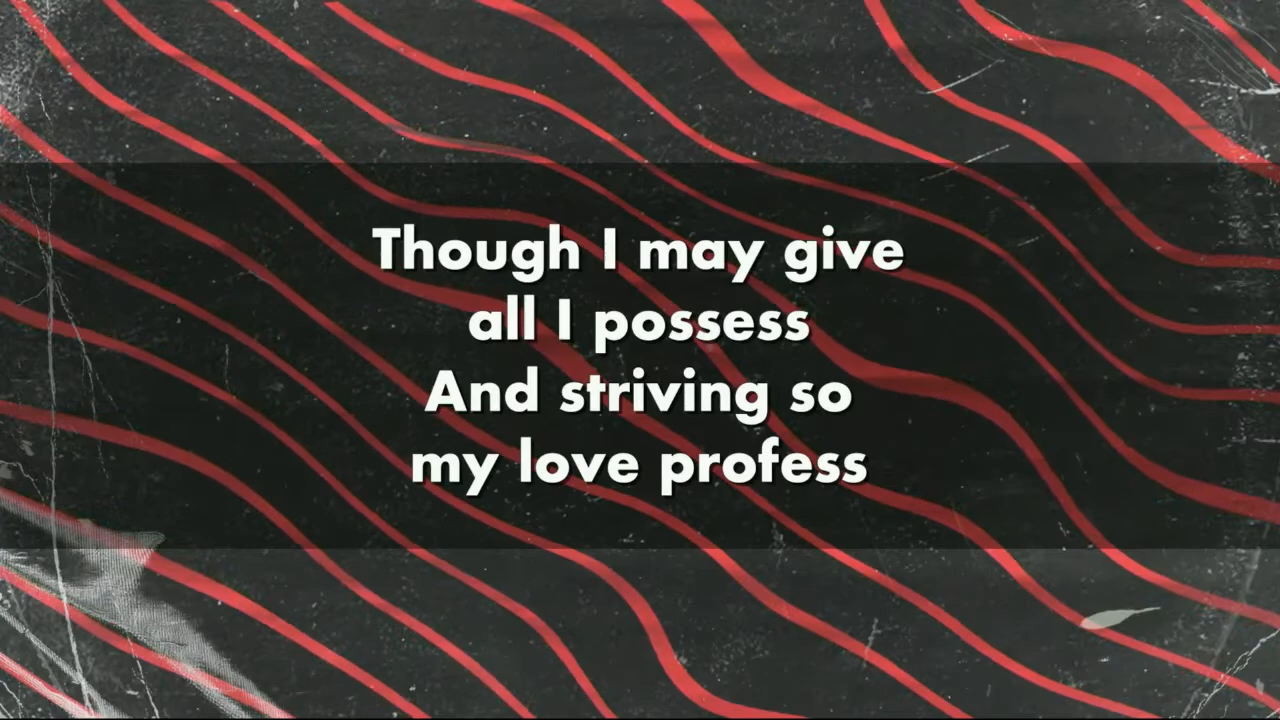 Though I may give
all I possess
And striving so
my love profess